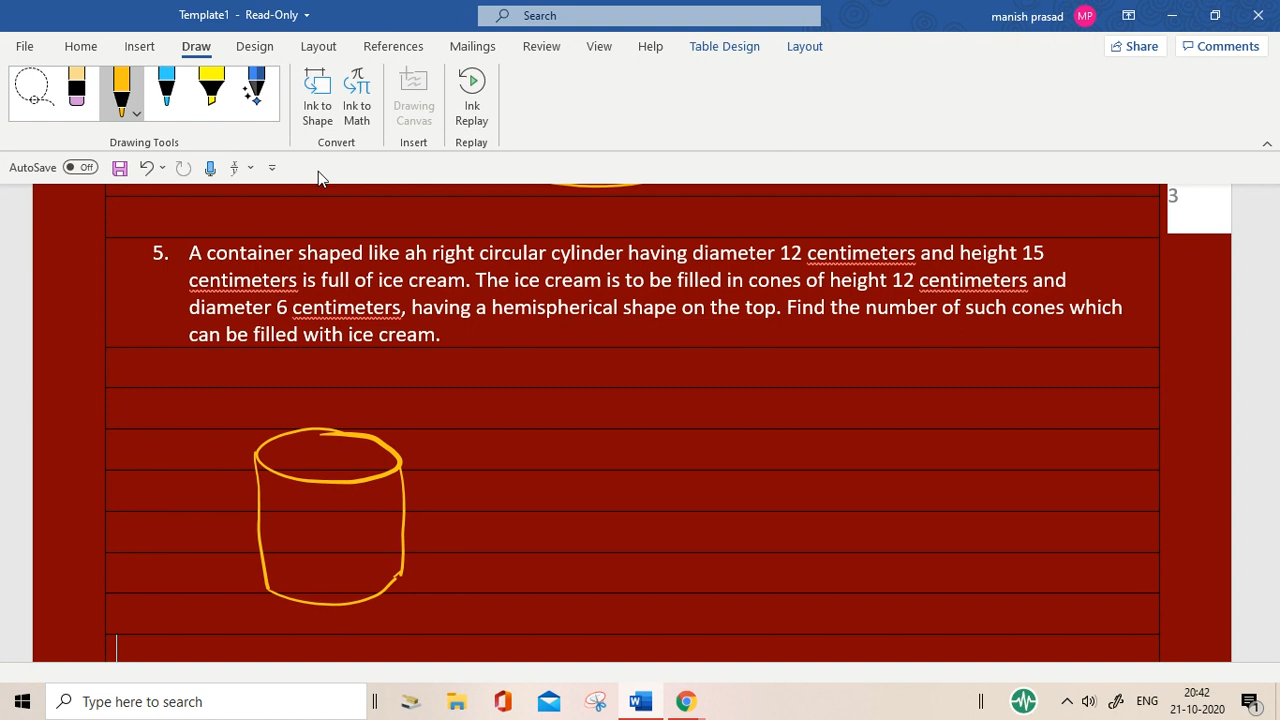 Template1 - Read-Only
Search
manish prasad
MP
File Home Insert Draw Design Layout References Mailings Review View Help Table Design Layout
Share
Comments
Ink to Shape
Ink to Math
Drawing Canvas
Ink Replay
Drawing Tools
Convert
Insert
Replay
AutoSave Off
3
5. A container shaped like ah right circular cylinder having diameter 12 centimeters and height 15
centimeters is full of ice cream. The ice cream is to be filled in cones of height 12 centimeters and
diameter 6 centimeters, having a hemispherical shape on the top. Find the number of such cones which
can be filled with ice cream.
Type here to search
ENG
20:42
21-10-2020
1